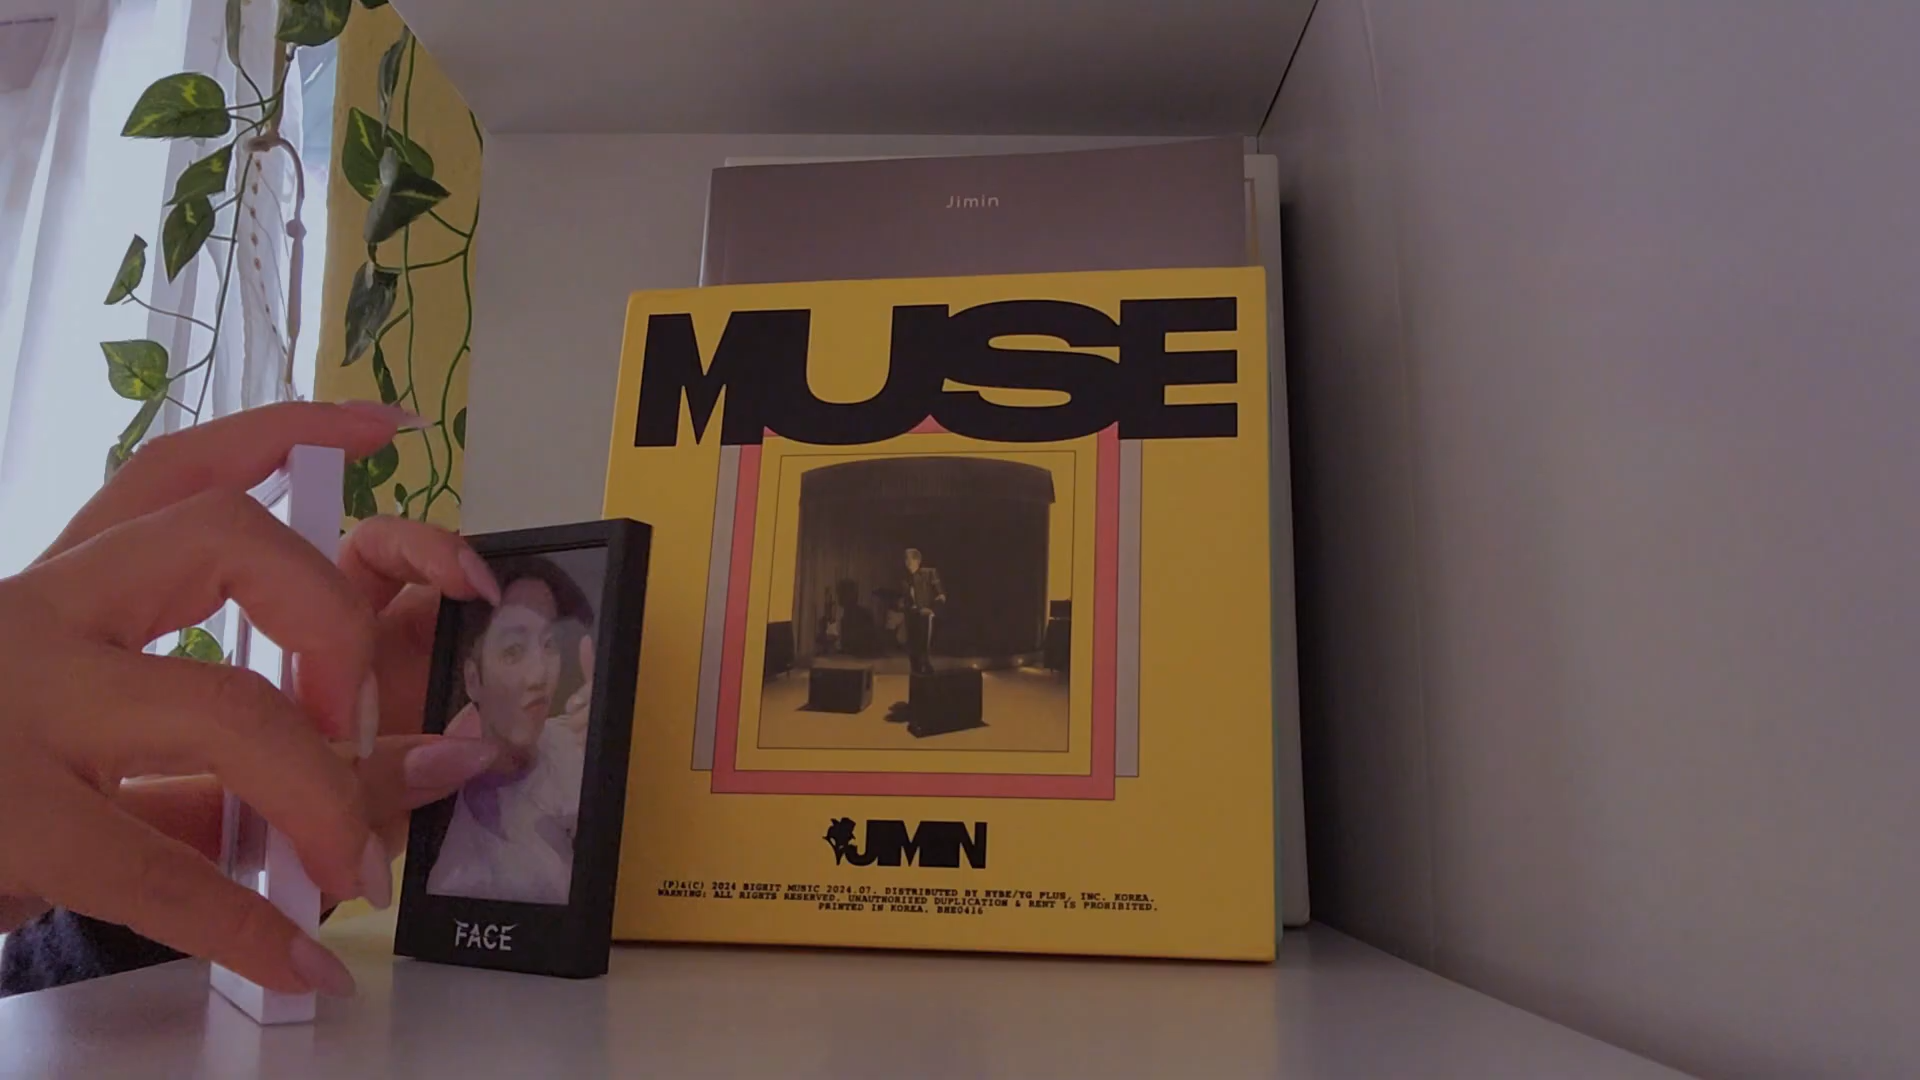 Jimin
MUSE
JIMIN
(P)&(C) 2024 BIGHIT MUSIC 2024.07. DISTRIBUTED BY HYBE/YG PLUS, INC. KOREA.
WARNING: ALL RIGHTS RESERVED. UNAUTHORIZED DUPLICATION & RENT IS PROHIBITED.
PRINTED IN KOREA. BHE0416
FACE